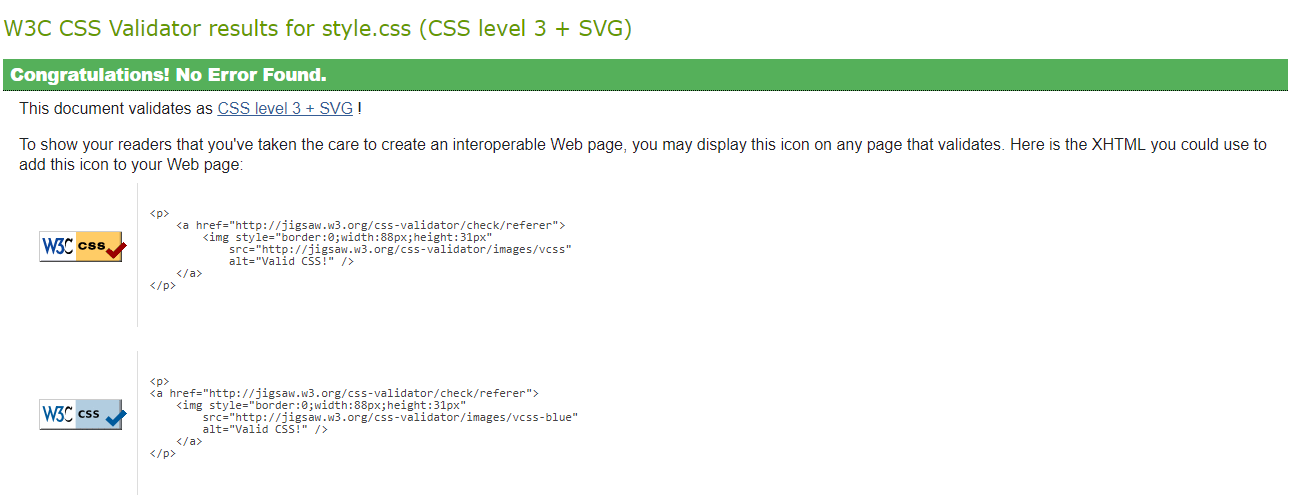 W3C CSS Validator results for style.css (CSS level 3 + SVG)
Congratulations! No Error Found.
This document validates as CSS level 3 + SVG !
To show your readers that you've taken the care to create an interoperable Web page, you may display this icon on any page that validates. Here is the XHTML you could use to
add this icon to your Web page:
W3C css
<p>
<a href="http://jigsaw.w3.org/css-validator/check/referer">
<img style="border:0;width:88px;height:31px"
src="http://jigsaw.w3.org/css-validator/images/vcss"
alt="Valid CSS!" />
</a>
</p>
W3C css
<p>
<a href="http://jigsaw.w3.org/css-validator/check/referer">
<img style="border:0;width:88px;height:31px"
src="http://jigsaw.w3.org/css-validator/images/vcss-blue"
alt="Valid CSS!" />
</a>
</p>